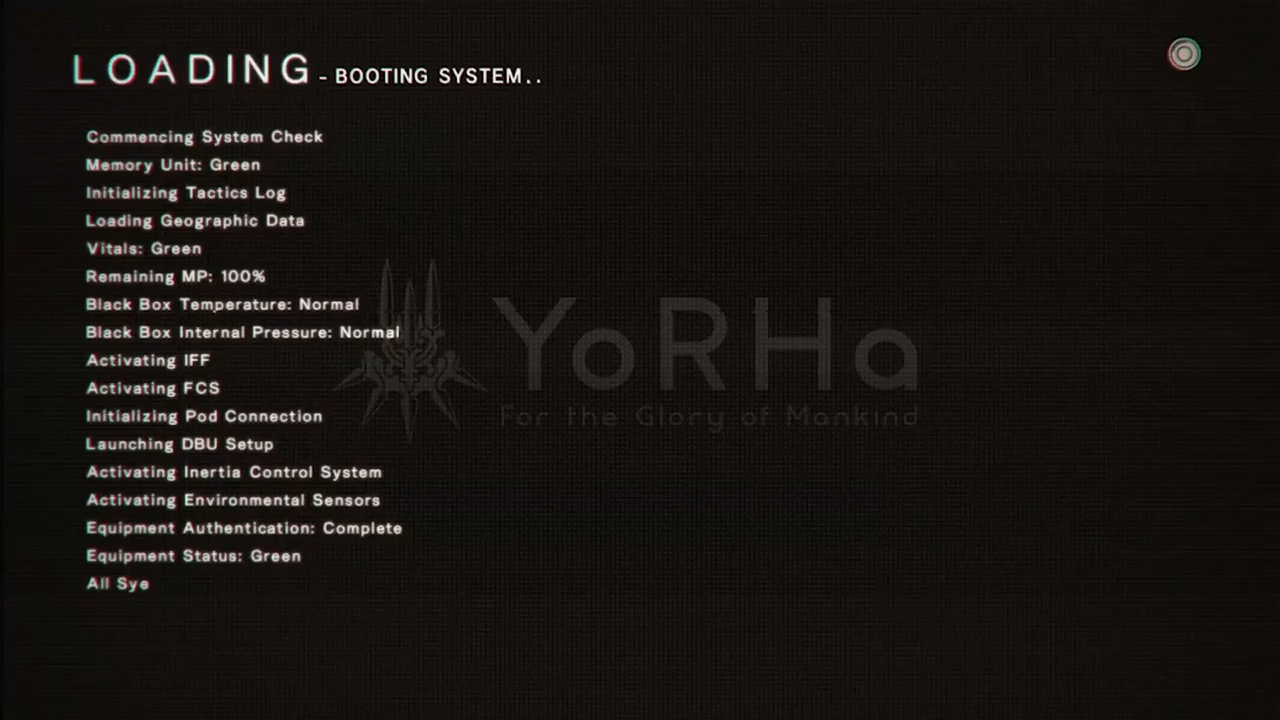 LOADING - BOOTING SYSTEM..
Commencing System Check
Memory Unit: Green
Initializing Tactics Log
Loading Geographic Data
Vitals: Green
Remaining MP: 100%
Black Box Temperature: Normal
Black Box Internal Pressure: Normal
Activating IFF
Activating FCS
Initializing Pod Connection
Launching DBU Setup
Activating Inertia Control System
Activating Environmental Sensors
Equipment Authentication: Complete
Equipment Status: Green
All Sye
YoRHa
For the Glory of Mankind